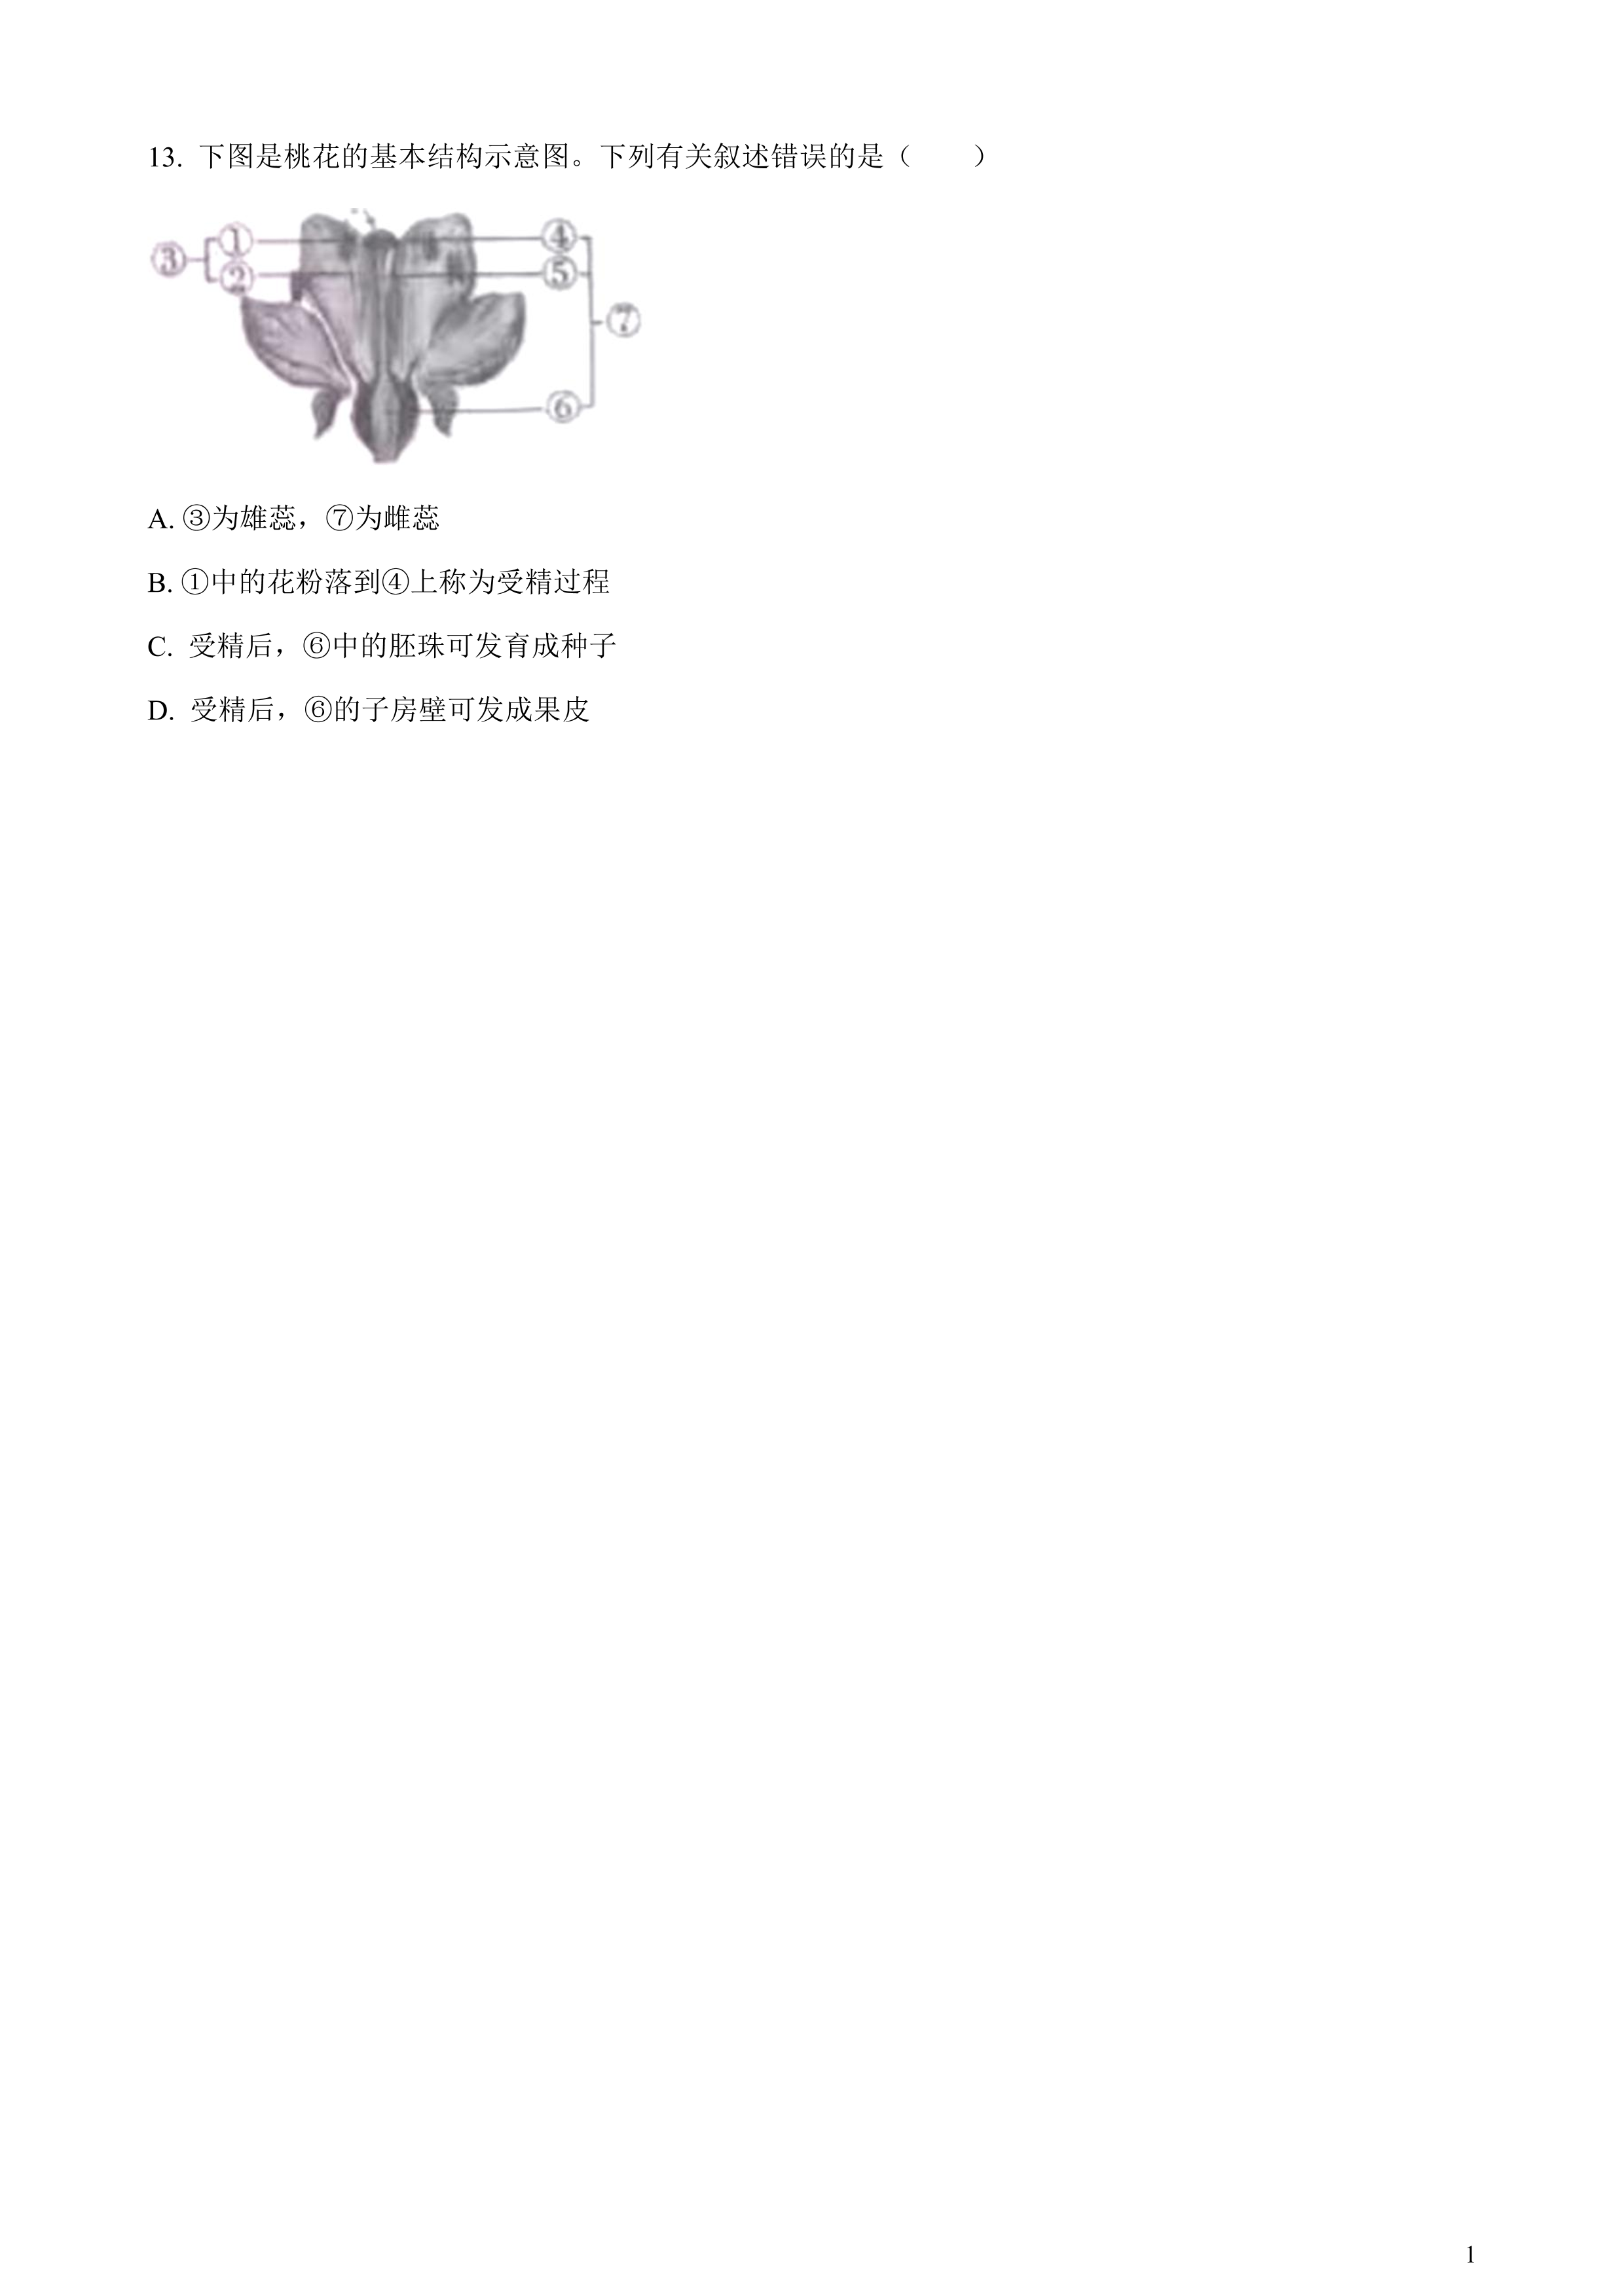 13. 下图是桃花的基本结构示意图。下列有关叙述错误的是（　　）
① ④
③ ② ⑤
⑦
⑥
A. ③为雄蕊，⑦为雌蕊
B. ①中的花粉落到④上称为受精过程
C. 受精后，⑥中的胚珠可发育成种子
D. 受精后，⑥的子房壁可发成果皮
1